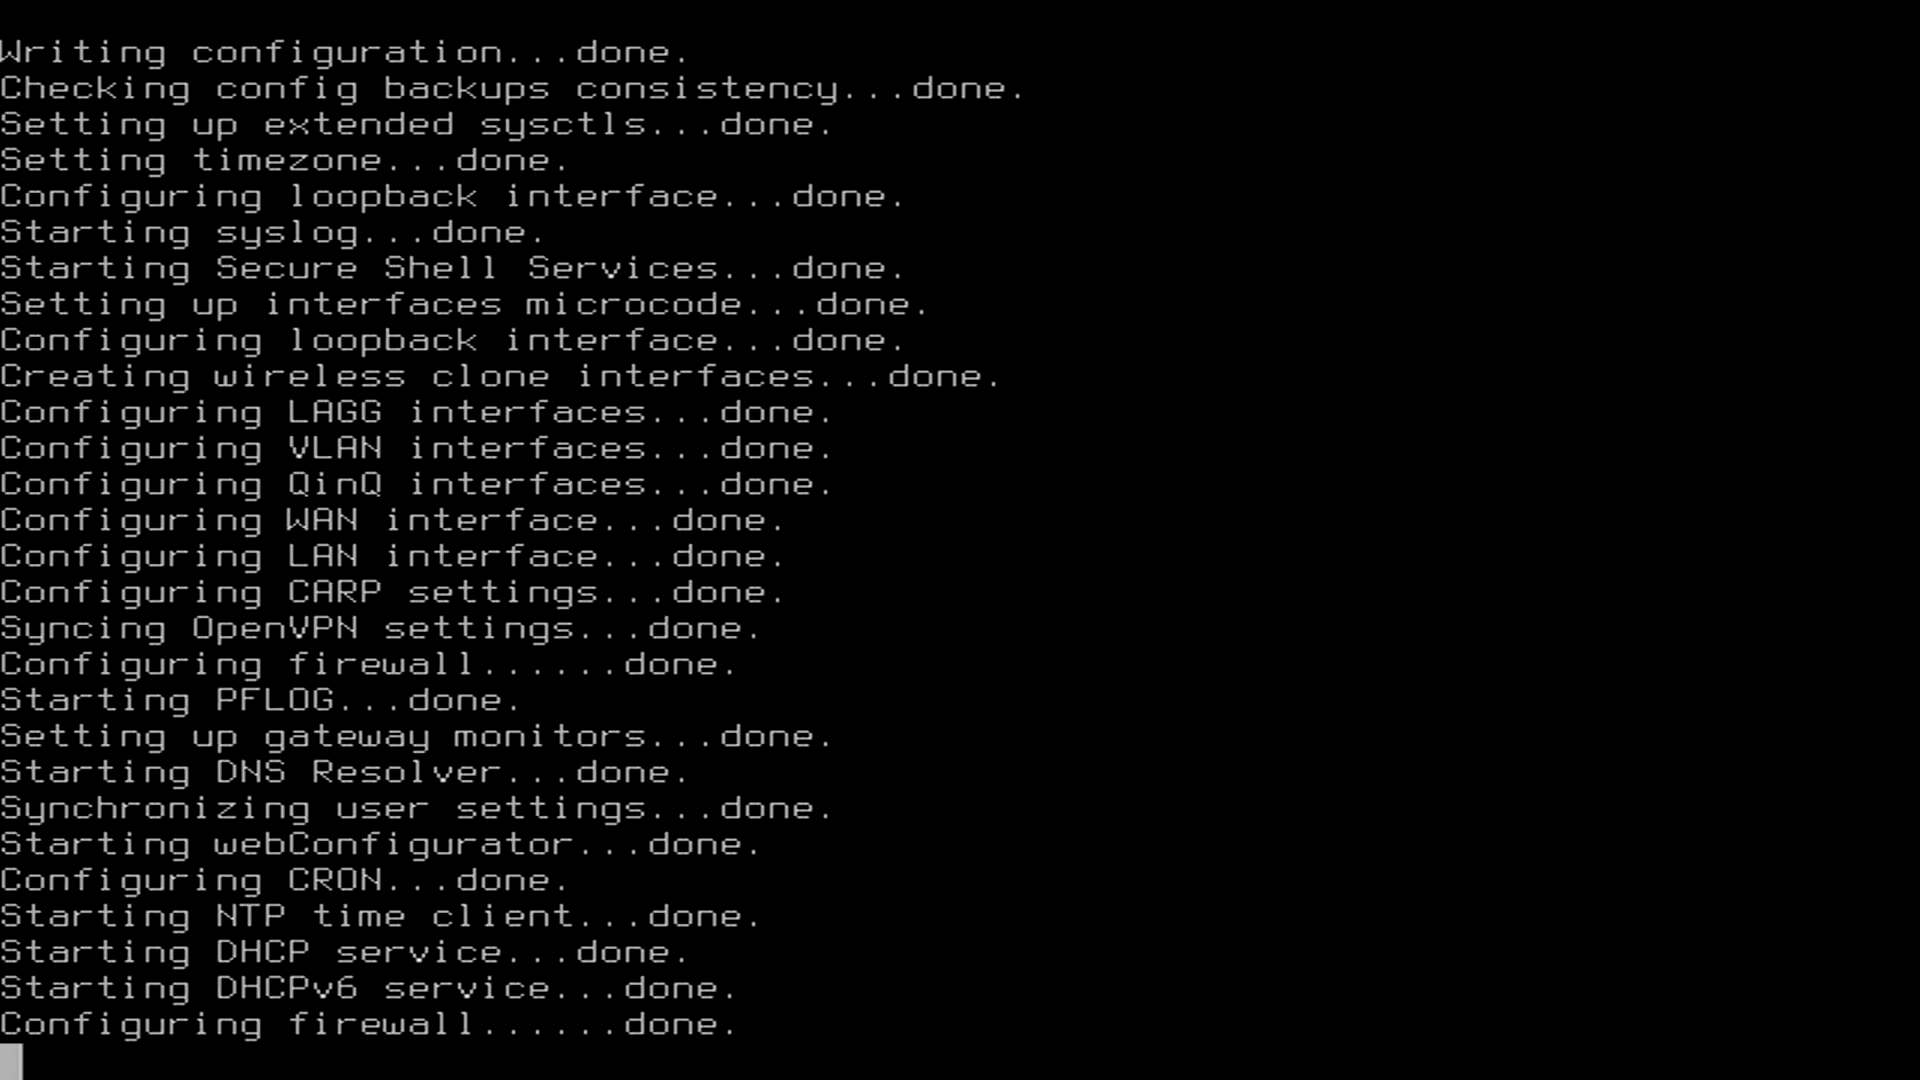 Writing configuration...done.
Checking config backups consistency...done.
Setting up extended sysctls...done.
Setting timezone...done.
Configuring loopback interface...done.
Starting syslog...done.
Starting Secure Shell Services...done.
Setting up interfaces microcode...done.
Configuring loopback interface...done.
Creating wireless clone interfaces...done.
Configuring LAGG interfaces...done.
Configuring VLAN interfaces...done.
Configuring QinQ interfaces...done.
Configuring WAN interface...done.
Configuring LAN interface...done.
Configuring CARP settings...done.
Syncing OpenVPN settings...done.
Configuring firewall......done.
Starting PFLOG...done.
Setting up gateway monitors...done.
Starting DNS Resolver...done.
Synchronizing user settings...done.
Starting webConfigurator...done.
Configuring CRON...done.
Starting NTP time client...done.
Starting DHCP service...done.
Starting DHCPv6 service...done.
Configuring firewall......done.